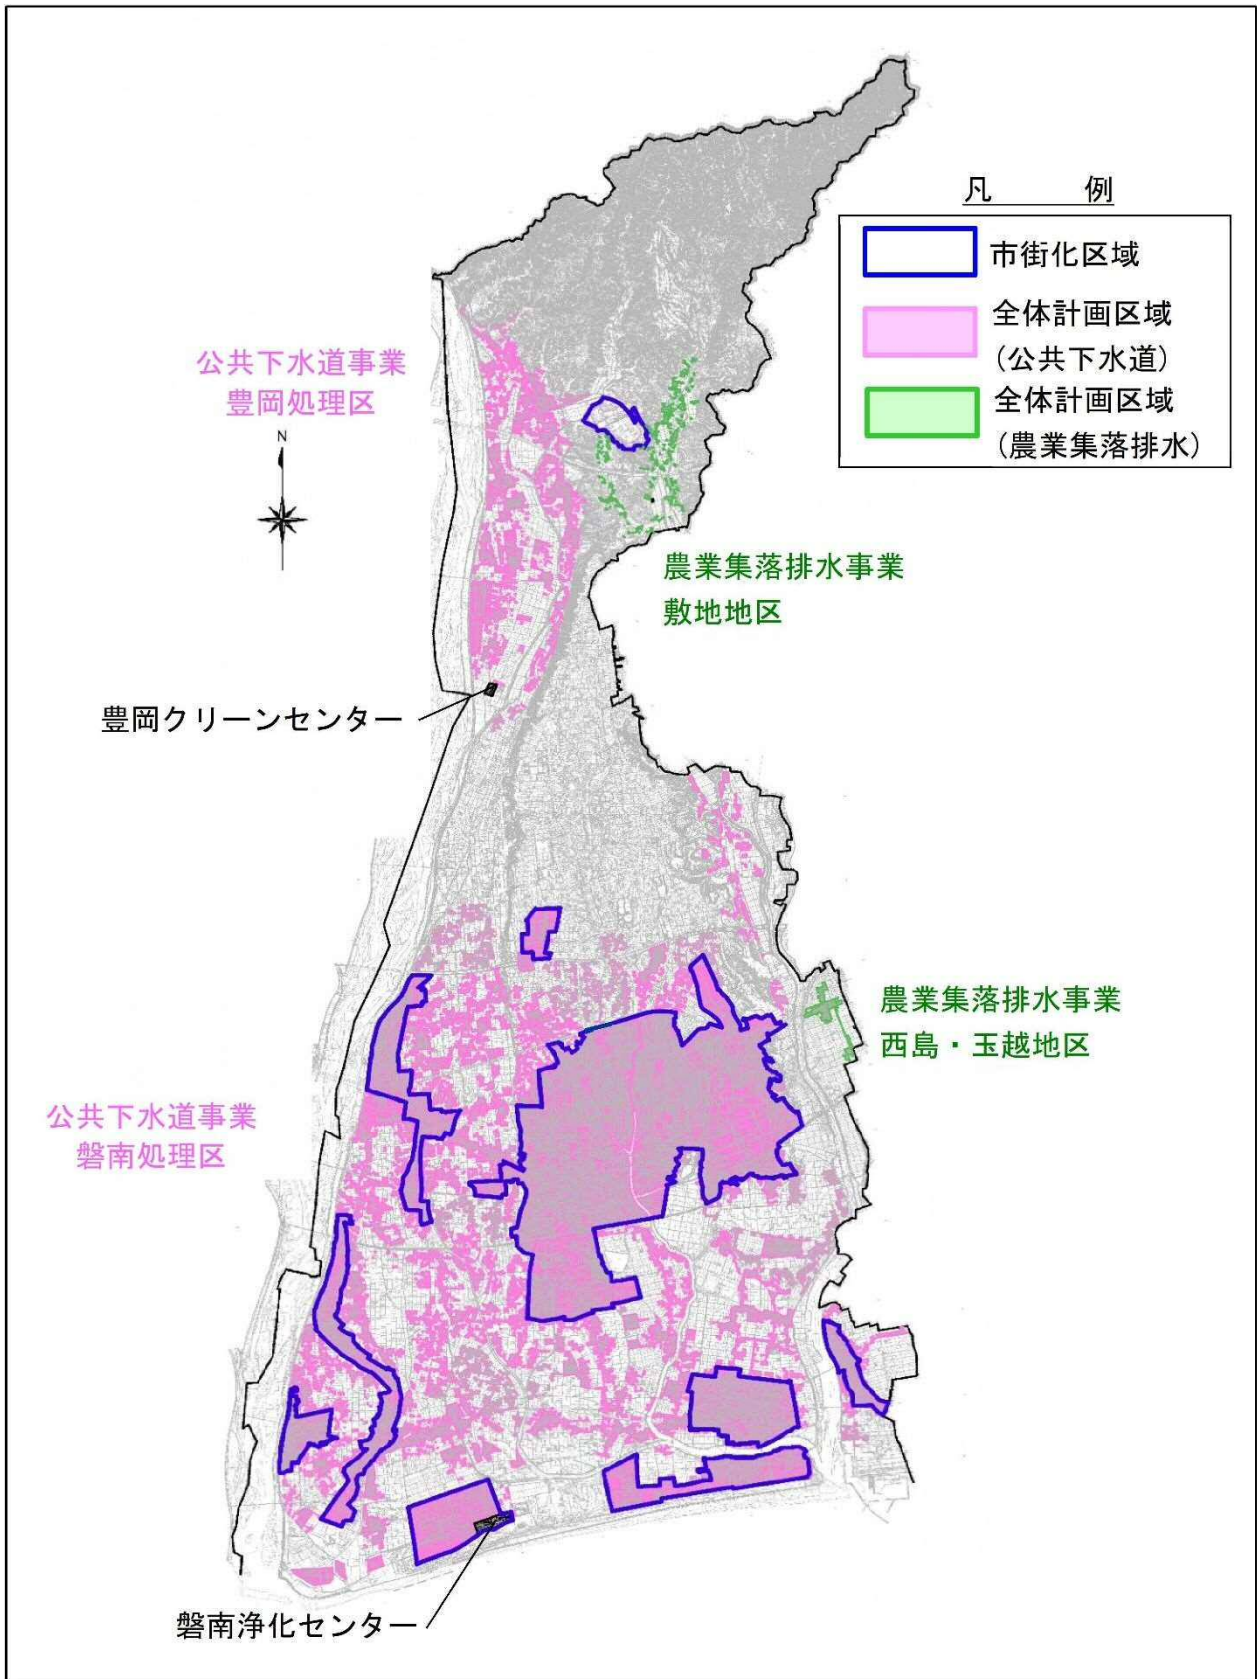 凡 例
市街化区域
全体計画区域
(公共下水道)
全体計画区域
(農業集落排水)
公共下水道事業
豊岡処理区
N
農業集落排水事業
敷地地区
豊岡クリーンセンター
農業集落排水事業
西島・玉越地区
公共下水道事業
磐南処理区
磐南浄化センター